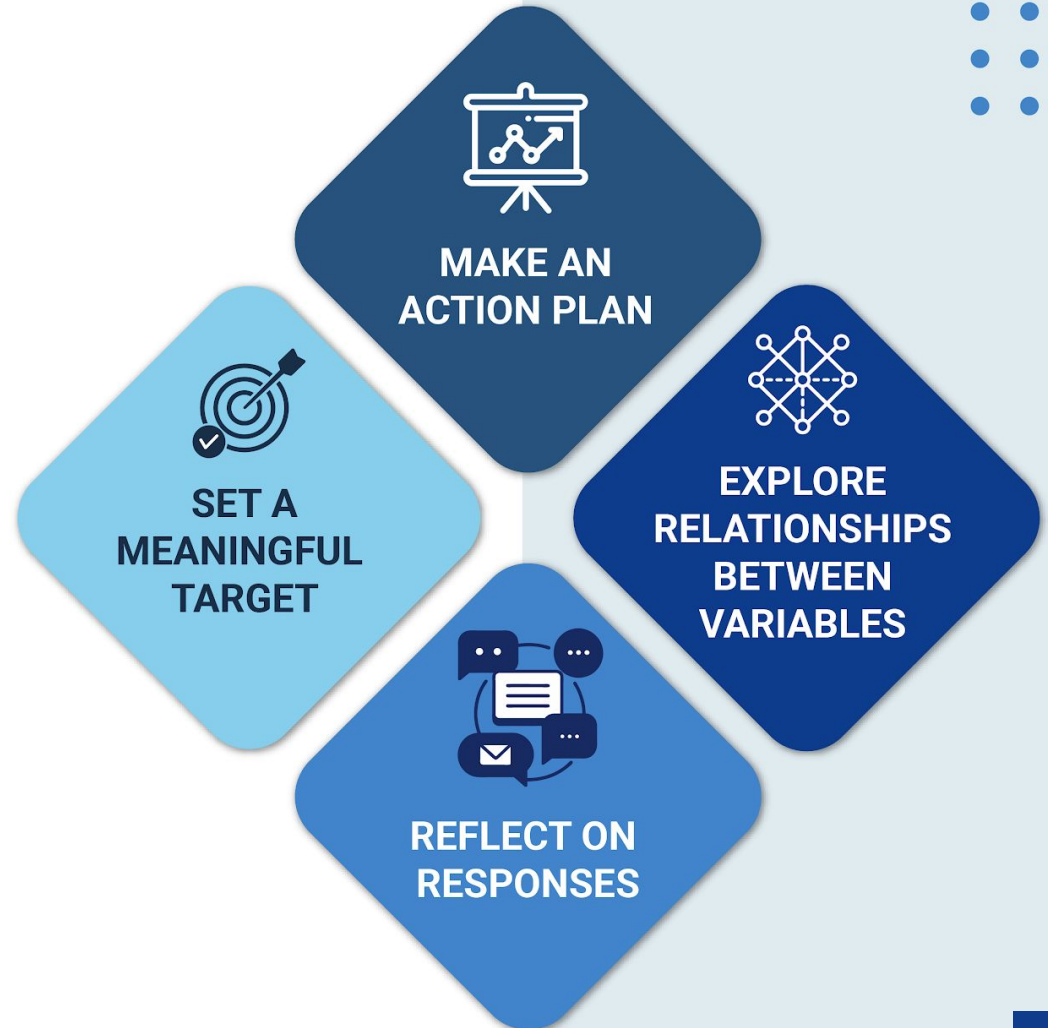 MAKE AN
ACTION PLAN
SET A
MEANINGFUL
TARGET
EXPLORE
RELATIONSHIPS
BETWEEN
VARIABLES
REFLECT ON
RESPONSES